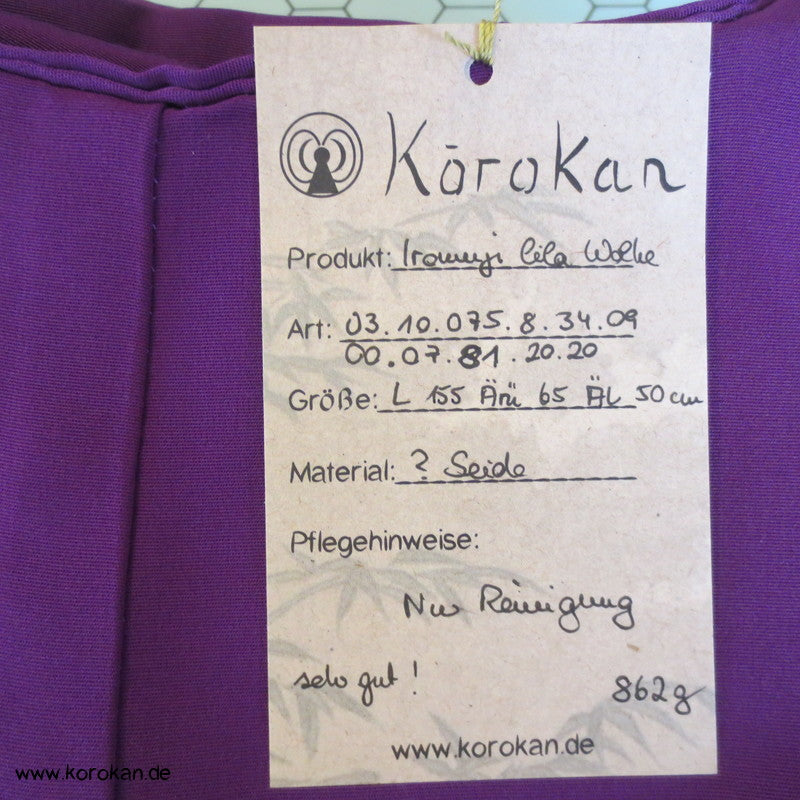 Kōrokan
Produkt: Iromuji lila Wolke
Art: 03.10.075.8.34.09
00.07.81.20.20
Größe: L 155 Ärü 65 ÄL 50 cm
Material: ? Seide
Pflegehinweise:
Nur Reinigung
sehr gut !
862g
www.korokan.de
www.korokan.de